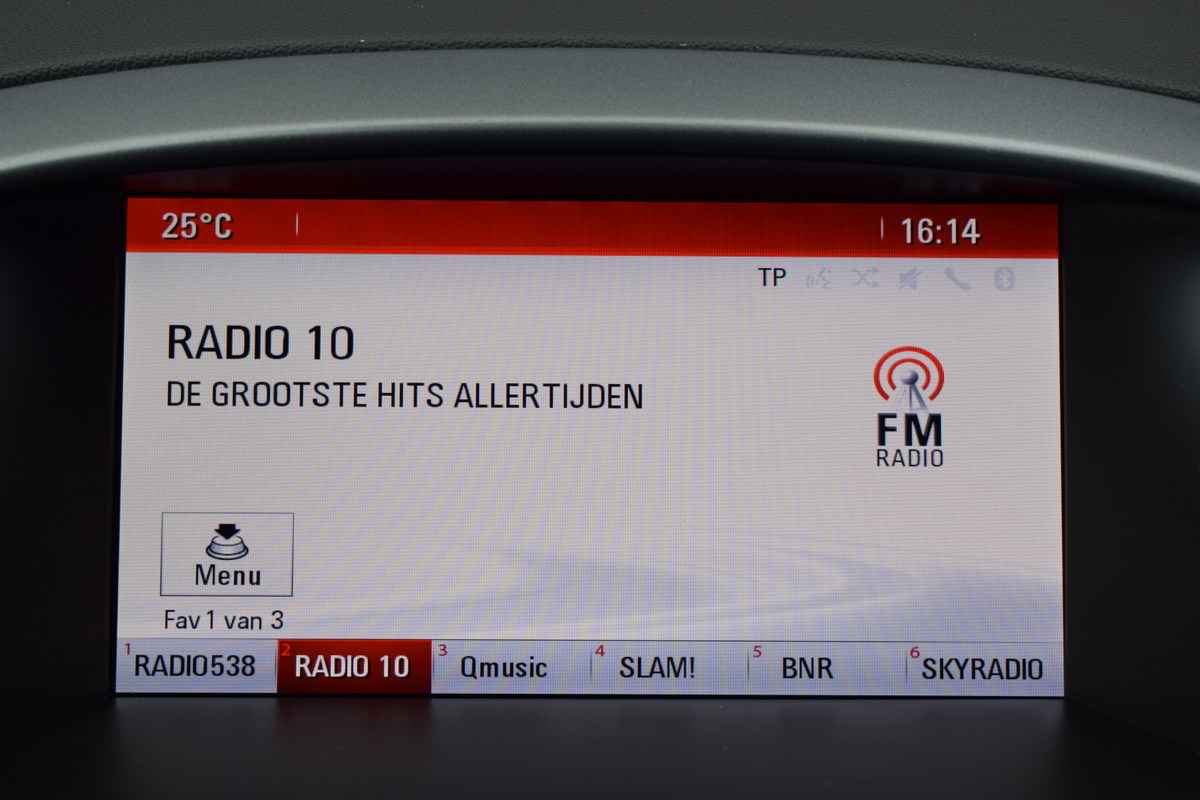 25°C 16:14
TP
RADIO 10
DE GROOTSTE HITS ALLERTIJDEN
FM
RADIO
Menu
Fav 1 van 3
1 RADIO538 2 RADIO 10 3 Qmusic 4 SLAM! 5 BNR 6 SKYRADIO